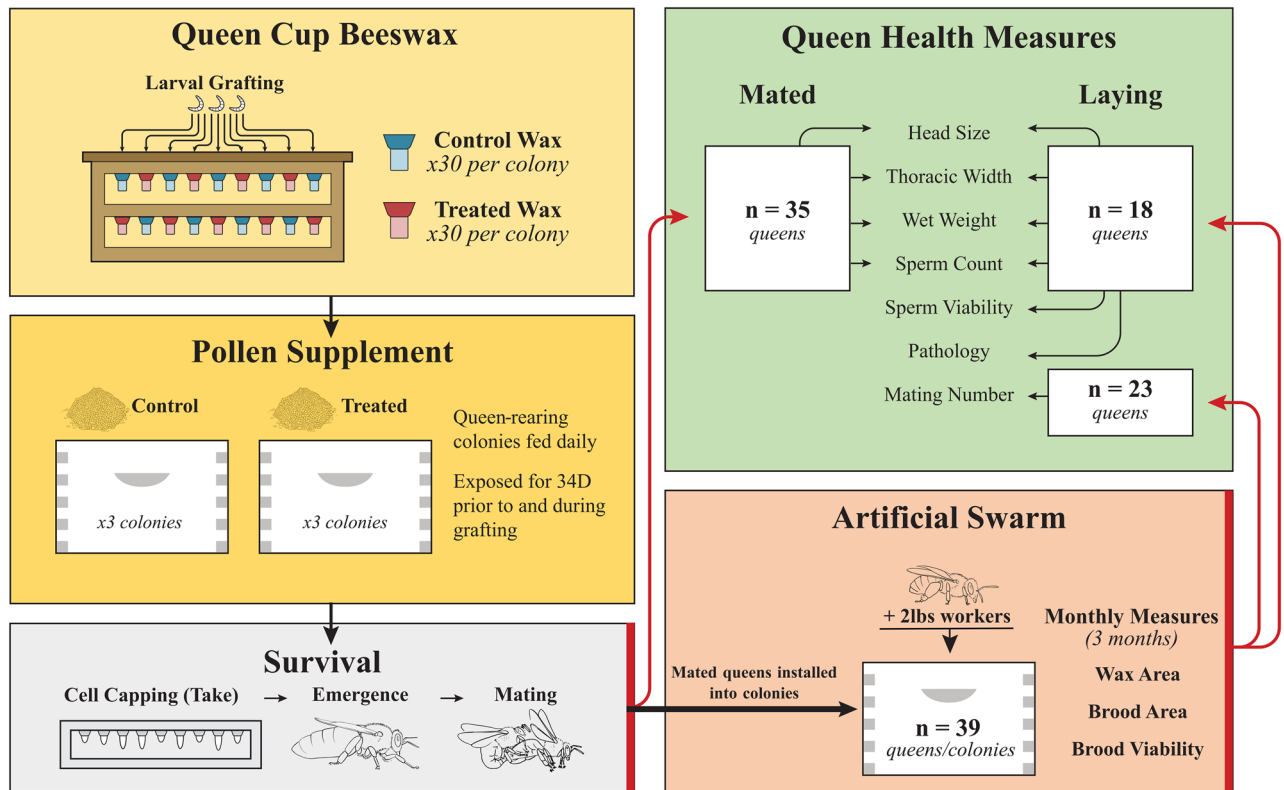 Queen Cup Beeswax
Larval Grafting
Control Wax
x30 per colony
Treated Wax
x30 per colony
Pollen Supplement
Control
Treated
x3 colonies
x3 colonies
Queen-rearing
colonies fed daily
Exposed for 34D
prior to and during
grafting
Survival
Cell Capping (Take)
Emergence
Mating
Queen Health Measures
Mated
Laying
n = 35
queens
Head Size
Thoracic Width
Wet Weight
Sperm Count
Sperm Viability
Pathology
Mating Number
n = 18
queens
n = 23
queens
Artificial Swarm
+ 2lbs workers
Mated queens installed
into colonies
n = 39
queens/colonies
Monthly Measures
(3 months)
Wax Area
Brood Area
Brood Viability